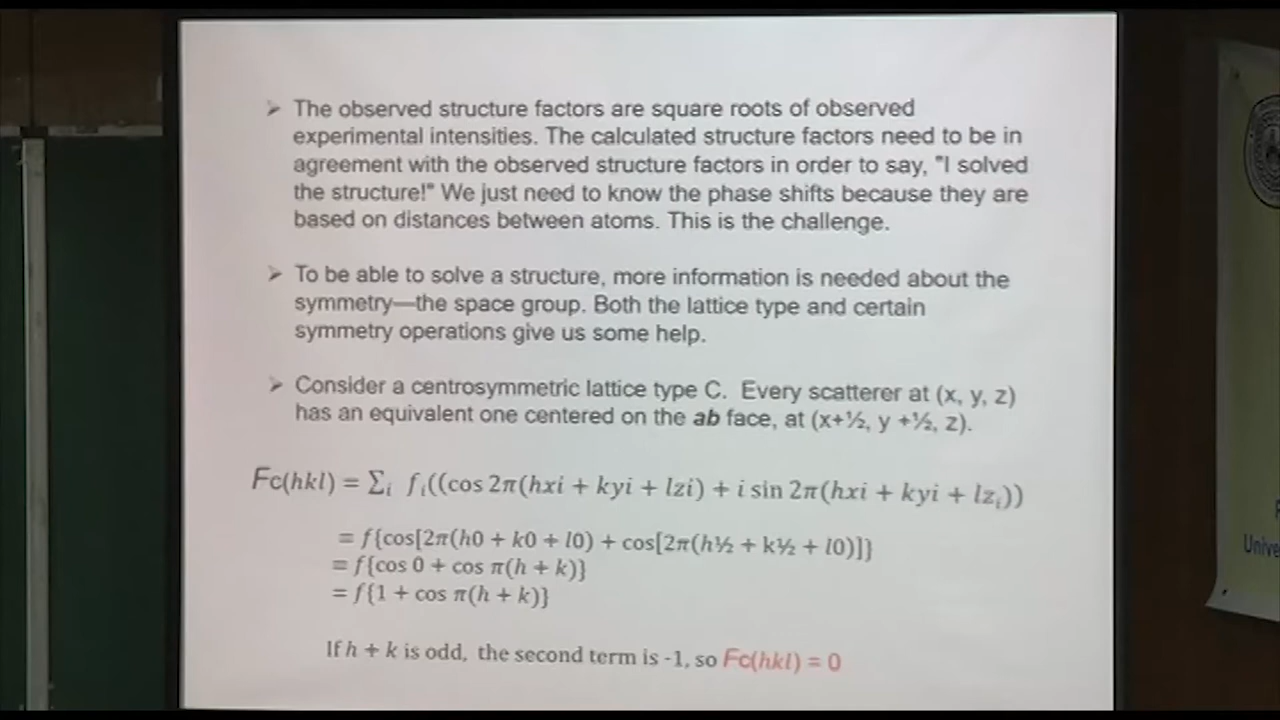 ➢ The observed structure factors are square roots of observed
experimental intensities. The calculated structure factors need to be in
agreement with the observed structure factors in order to say, "I solved
the structure!" We just need to know the phase shifts because they are
based on distances between atoms. This is the challenge.
➢ To be able to solve a structure, more information is needed about the
symmetry—the space group. Both the lattice type and certain
symmetry operations give us some help.
➢ Consider a centrosymmetric lattice type C. Every scatterer at (x, y, z)
has an equivalent one centered on the ab face, at (x+½, y +½, z).
Fc(hkl) = ∑i fi((cos 2π(hxi + kyi + lzi) + i sin 2π(hxi + kyi + lzi))
= f{cos[2π(h0 + k0 + l0) + cos[2π(h½ + k½ + l0)]}
= f{cos 0 + cos π(h + k)}
= f{1 + cos π(h + k)}
If h + k is odd, the second term is -1, so Fc(hkl) = 0
Unive